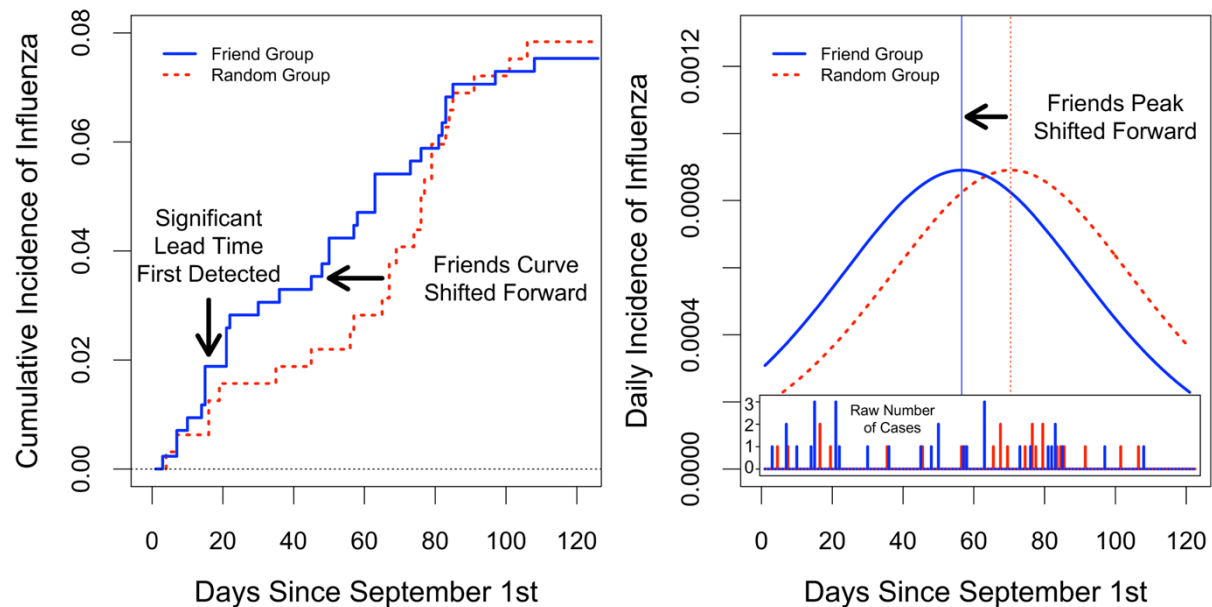 Cumulative Incidence of Influenza
0.00 0.02 0.04 0.06 0.08
Friend Group
Random Group
Significant
Lead Time
First Detected
Friends Curve
Shifted Forward
0 20 40 60 80 100 120
Days Since September 1st
Daily Incidence of Influenza
0.0000 0.0004 0.0008 0.0012
Friend Group
Random Group
Friends Peak
Shifted Forward
Raw Number
of Cases
3
2
1
0
0 20 40 60 80 100 120
Days Since September 1st